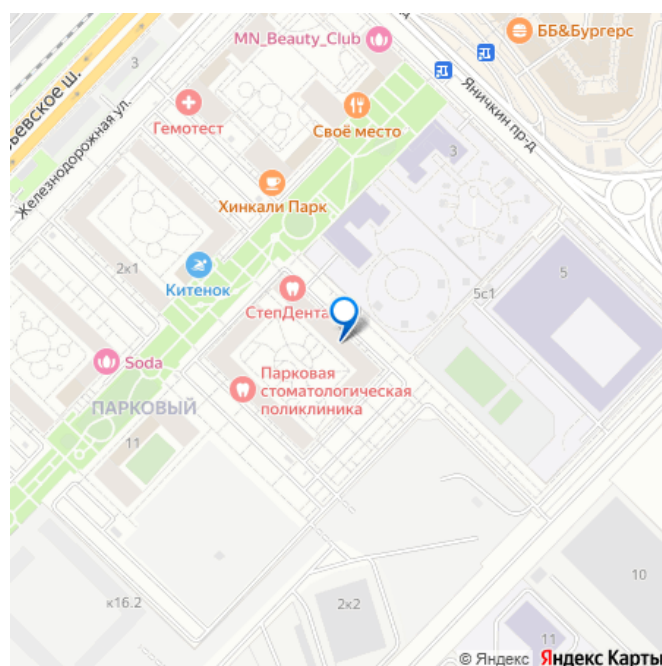 MN_Beauty_Club
ББ&Бургерс
3
ьевское ш.
Железнодорожная ул.
Гемотест
Своё место
Яничкин пр-д
3
Хинкали Парк
2к1
Китенок
5
5с1
СтепДента
Soda
Парковая
стоматологическая
поликлиника
ПАРКОВЫЙ
11
к16.2
2к2
10
11
© Яндекс Яндекс Карты